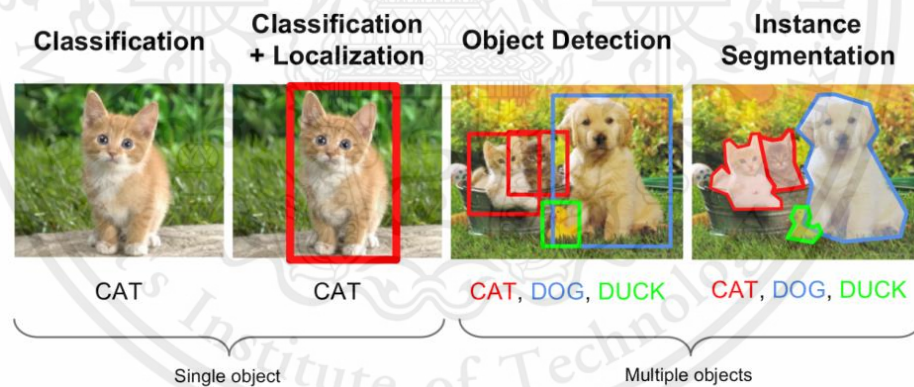 Classification
Classification
+ Localization
Object Detection
Instance
Segmentation
CAT
CAT
CAT, DOG, DUCK
CAT, DOG, DUCK
Single object
Multiple objects
Institute of Technology